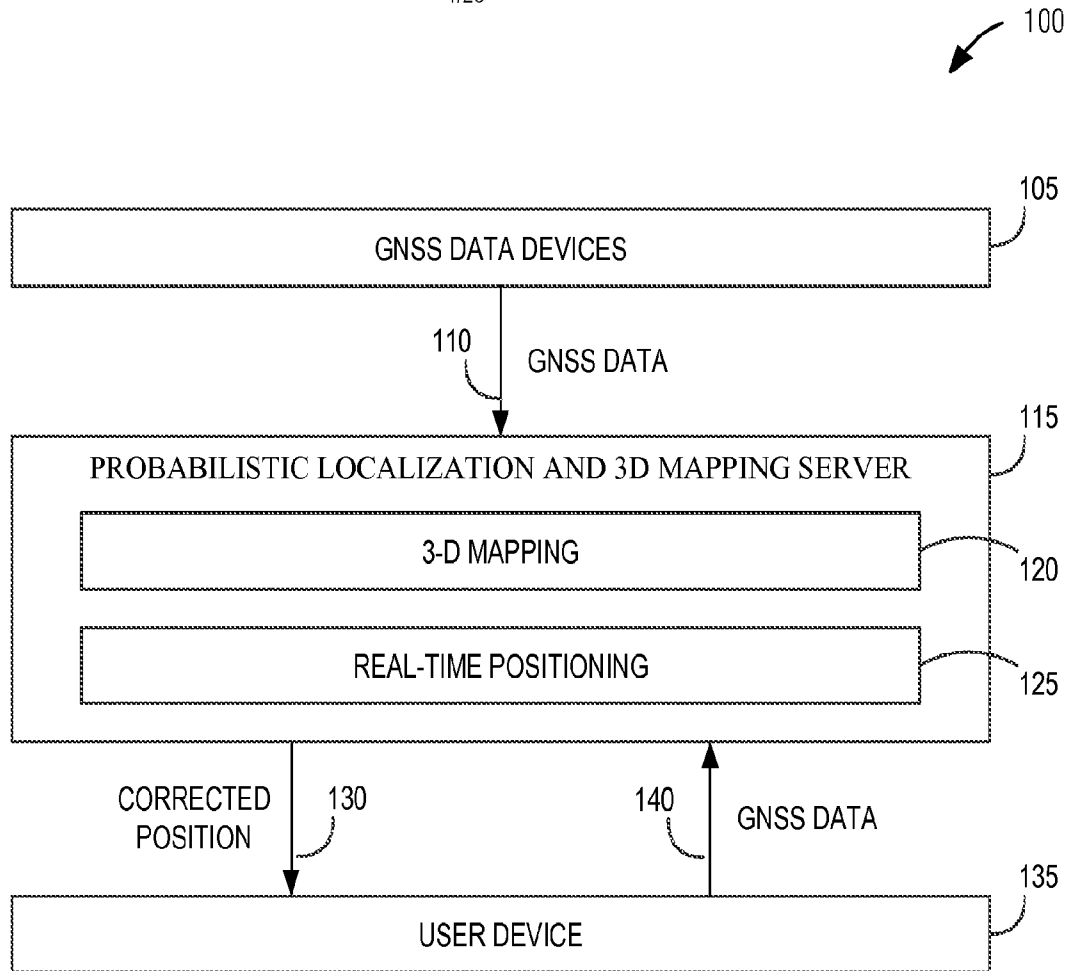 100
105
GNSS DATA DEVICES
110
GNSS DATA
115
PROBABILISTIC LOCALIZATION AND 3D MAPPING SERVER
3-D MAPPING
120
REAL-TIME POSITIONING
125
CORRECTED
POSITION
130
140
GNSS DATA
135
USER DEVICE